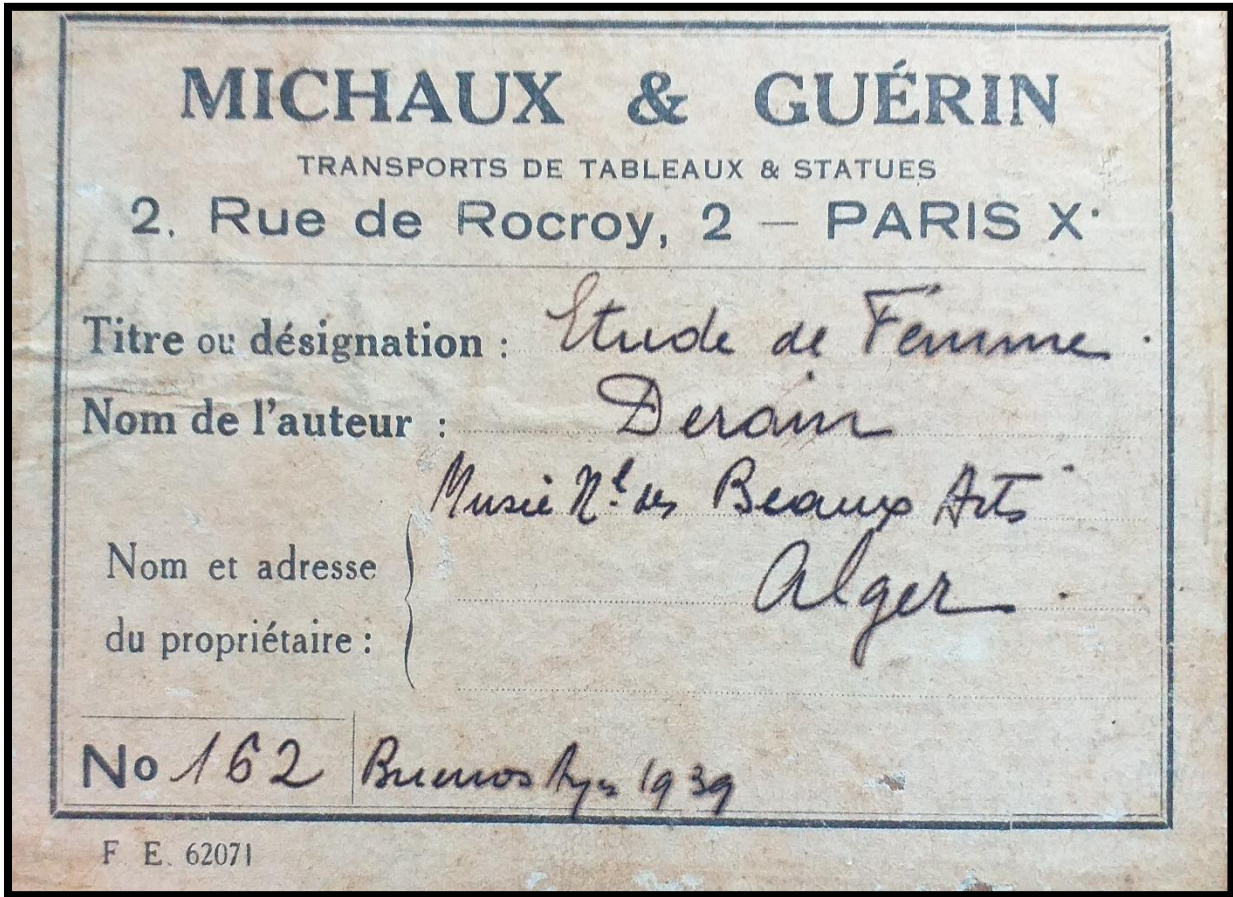 MICHAUX & GUÉRIN
TRANSPORTS DE TABLEAUX & STATUES
2, Rue de Rocroy, 2 — PARIS X.
Titre ou désignation : Etude de Femme.
Nom de l'auteur : Derain
Musée Nl des Beaux Arts
Nom et adresse
Alger.
du propriétaire :
No 162 Buenos Ayres 1939
F. E. 62071